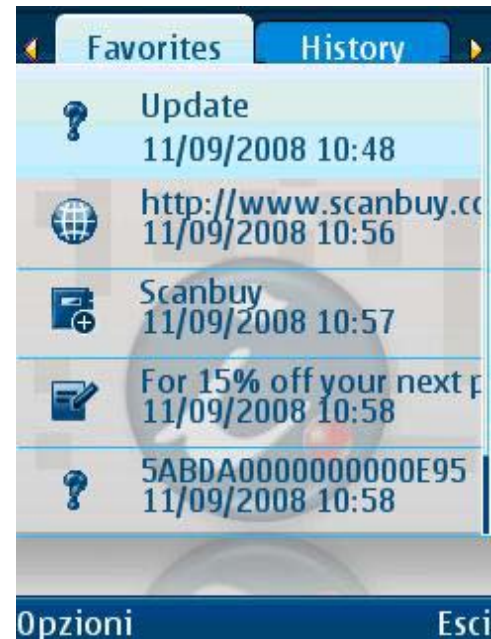 Favorites History
Update
11/09/2008 10:48
http://www.scanbuy.cc
11/09/2008 10:56
Scanbuy
11/09/2008 10:57
For 15% off your next p
11/09/2008 10:58
5ABDA0000000000E95
11/09/2008 10:58
Opzioni Esci